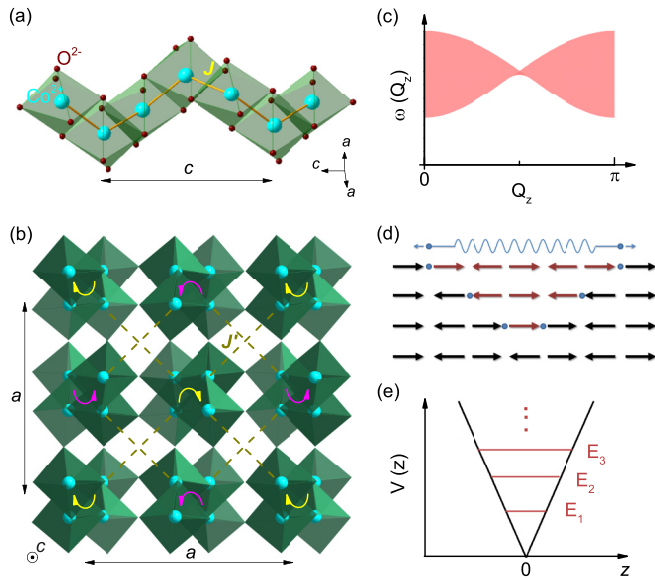 (a)
O2-
Co2+
J
c
a
c
a
(b)
J'
a
c
a
(c)
ω (Qz)
0
Qz
π
(d)
(e)
V (z)
E3
E2
E1
0
z